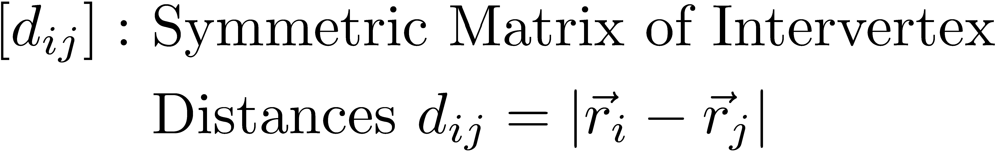 [d_{ij}] : Symmetric Matrix of Intervertex
Distances d_{ij} = |\vec{r}_i - \vec{r}_j|